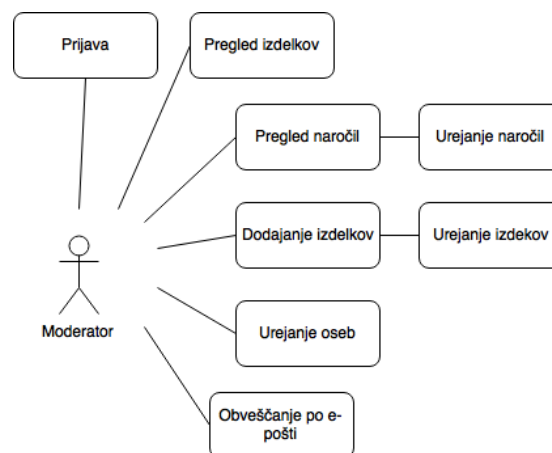 Prijava
Pregled izdelkov
Pregled naročil
Urejanje naročil
Dodajanje izdelkov
Urejanje izdekov
Moderator
Urejanje oseb
Obveščanje po e-
pošti